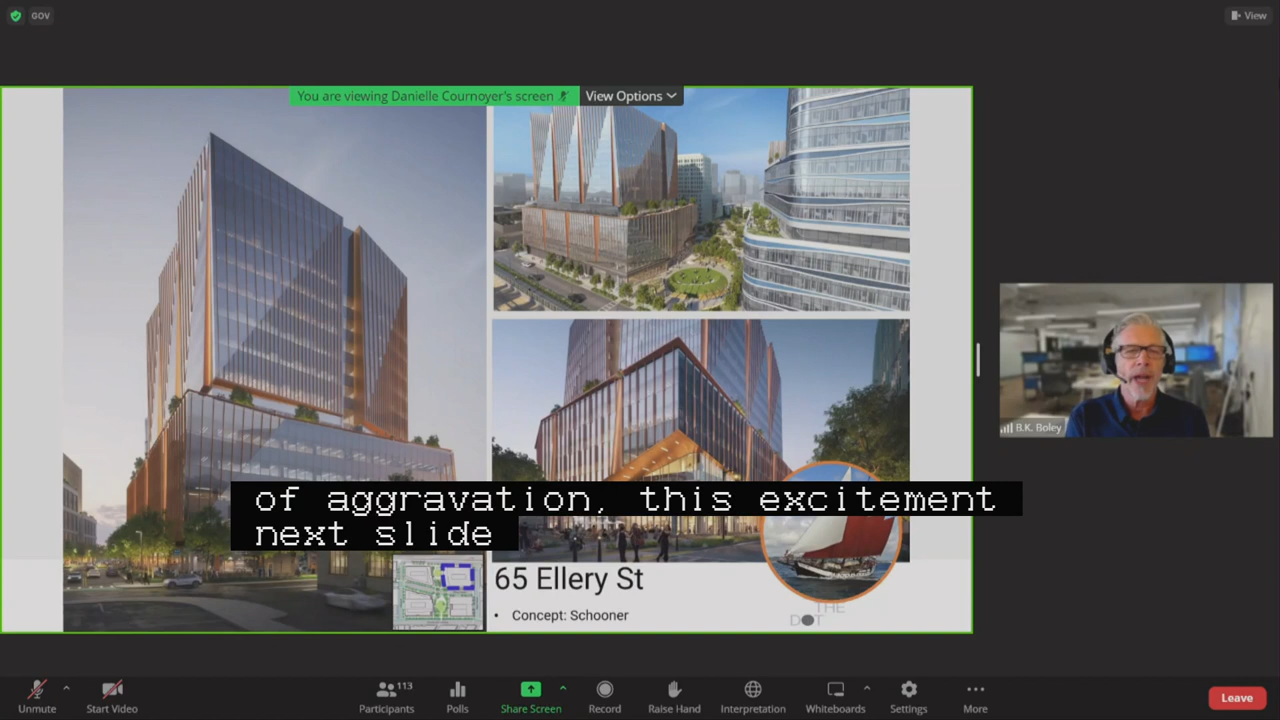 GOV
View
You are viewing Danielle Cournoyer's screen
View Options
B.K. Boley
of aggravation, this excitement
next slide
65 Ellery St
• Concept: Schooner
THE
DOT
Unmute
Start Video
113
Participants
Polls
Share Screen
Record
Raise Hand
Interpretation
Whiteboards
Settings
More
Leave